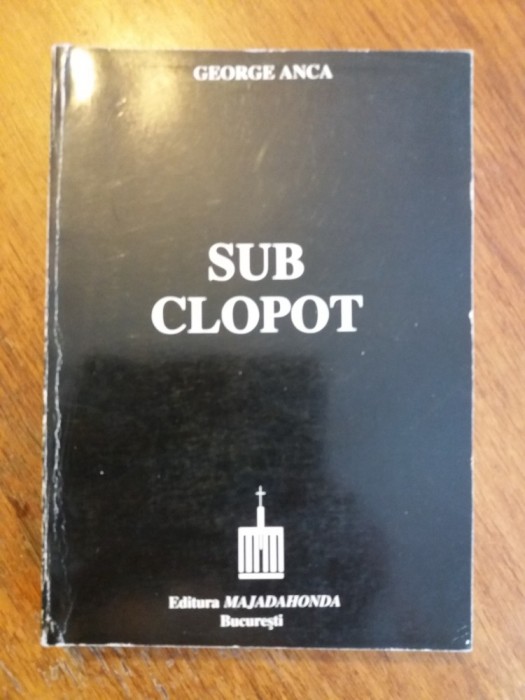 GEORGE ANCA
SUB
CLOPOT
Editura MAJADAHONDA
București